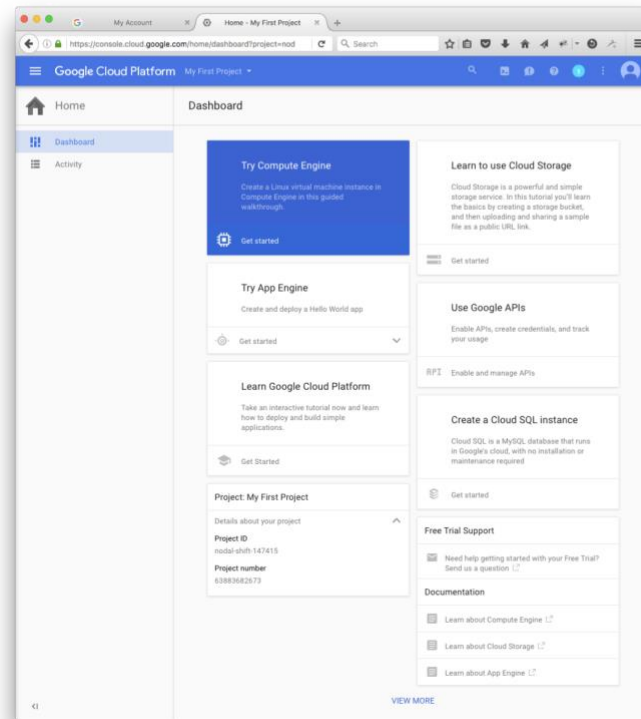 My Account
Home - My First Project
https://console.cloud.google.com/home/dashboard?project=nod
Search
Google Cloud Platform
My First Project
Home
Dashboard
Dashboard
Activity
Try Compute Engine
Create a Linux virtual machine instance in
Compute Engine in this guided
walkthrough.
Get started
Try App Engine
Create and deploy a Hello World app
Get started
Learn Google Cloud Platform
Take an interactive tutorial now and learn
how to deploy and build simple
applications.
Get Started
Project: My First Project
Details about your project
Project ID
nodal-shift-147415
Project number
63883682673
Learn to use Cloud Storage
Cloud Storage is a powerful and simple
storage service. In this tutorial you'll learn
the basics by creating a storage bucket,
and then uploading and sharing a sample
file as a public URL link.
Get started
Use Google APIs
Enable APIs, create credentials, and track
your usage
API
Enable and manage APIs
Create a Cloud SQL instance
Cloud SQL is a MySQL database that runs
in Google's cloud, with no installation or
maintenance required
Get started
Free Trial Support
Need help getting started with your Free Trial?
Send us a question
Documentation
Learn about Compute Engine
Learn about Cloud Storage
Learn about App Engine
VIEW MORE